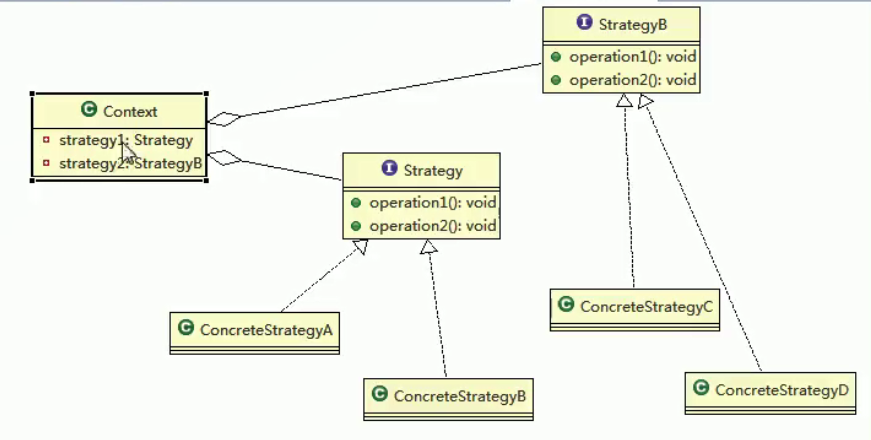 I StrategyB
operation1(): void
operation2(): void
C Context
strategy1: Strategy
strategy2: StrategyB
I Strategy
operation1(): void
operation2(): void
C ConcreteStrategyA
C ConcreteStrategyB
C ConcreteStrategyC
C ConcreteStrategyD